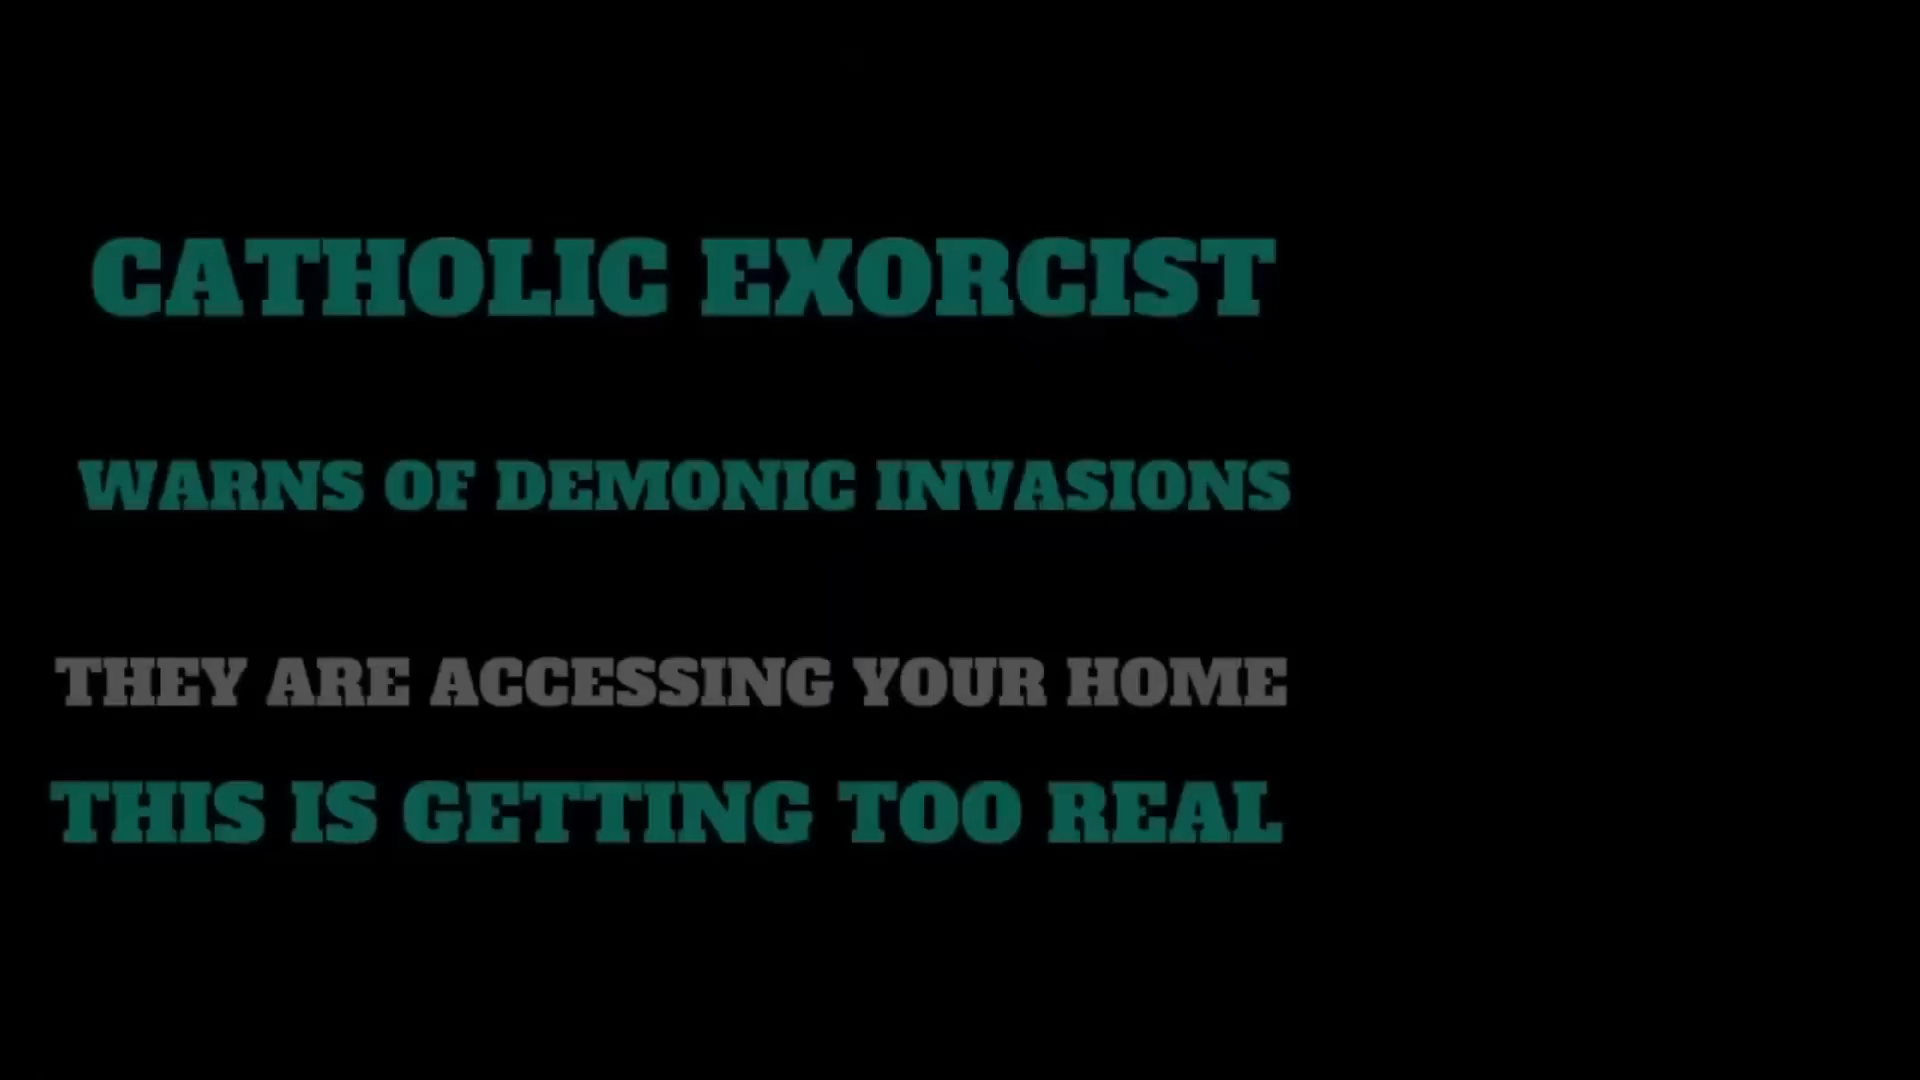 CATHOLIC EXORCIST
WARNS OF DEMONIC INVASIONS
THEY ARE ACCESSING YOUR HOME
THIS IS GETTING TOO REAL